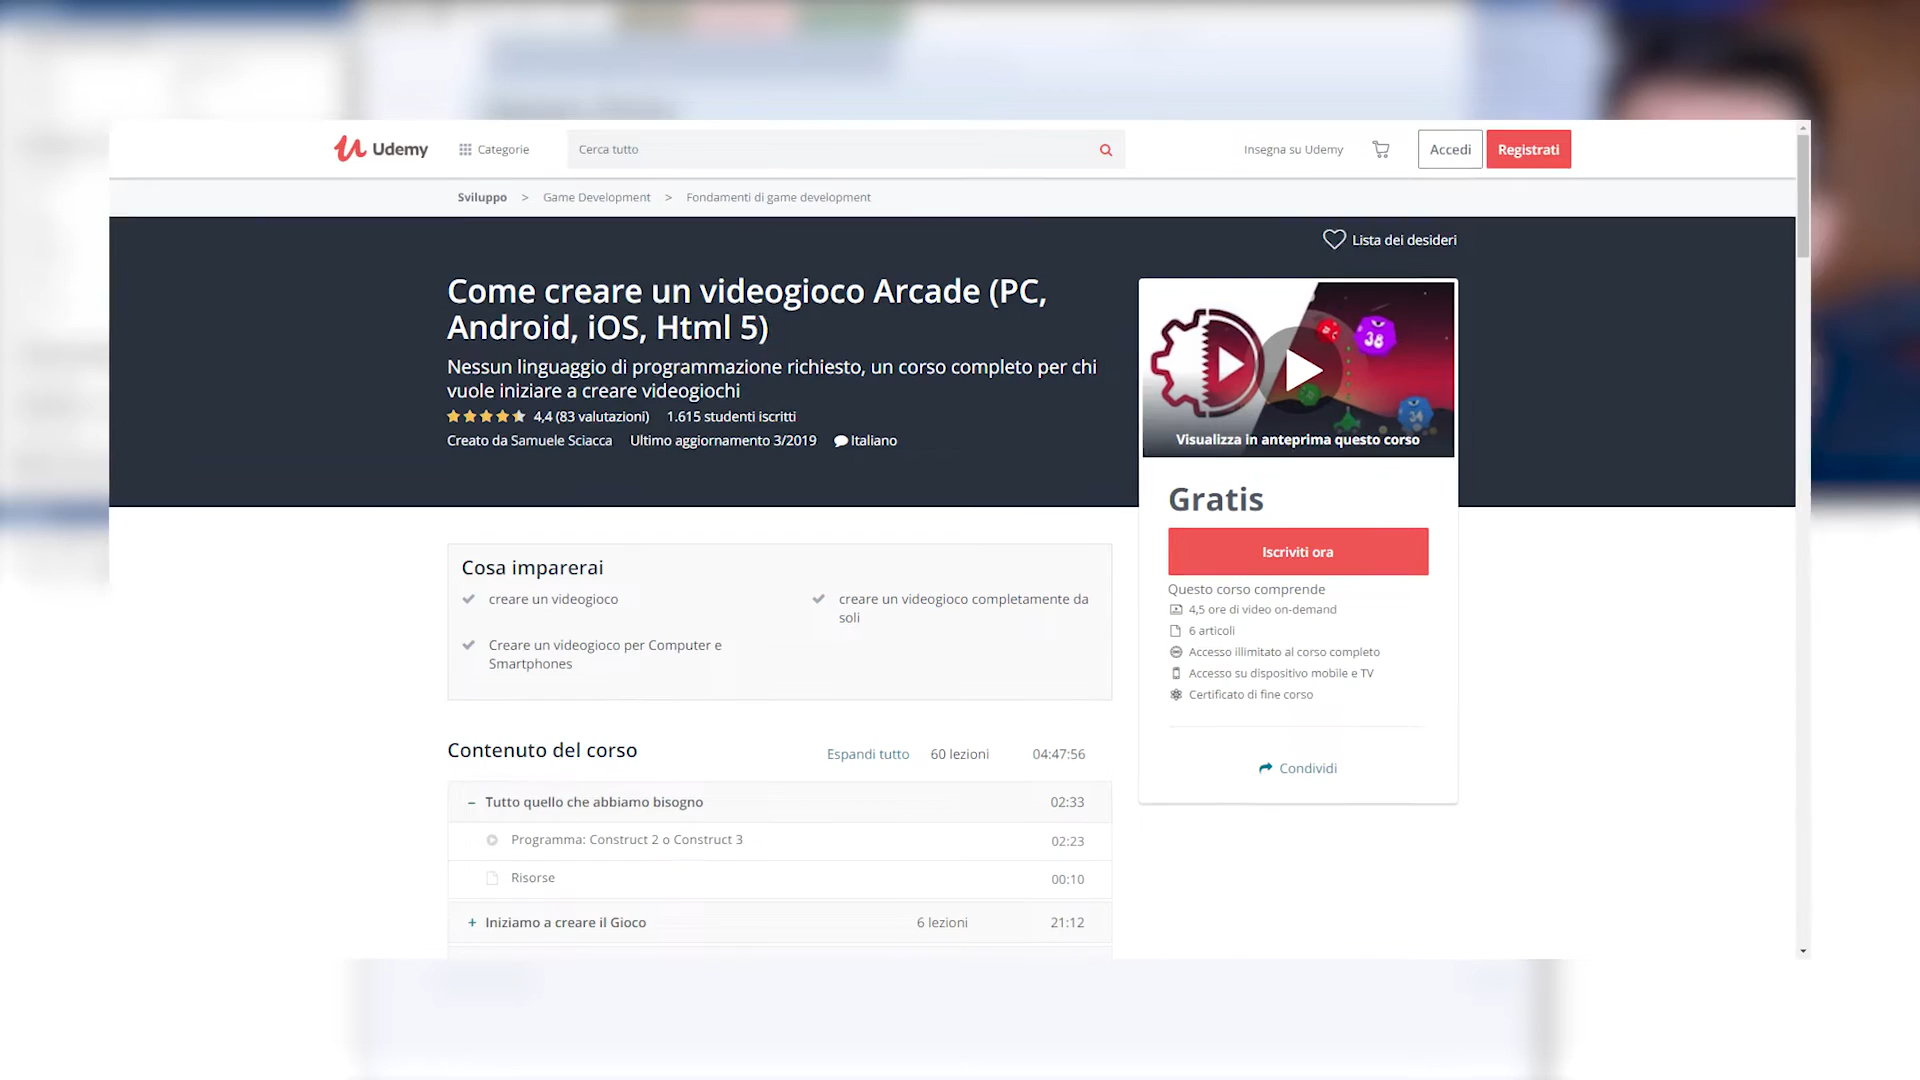 Udemy
Categorie
Cerca tutto
Insegna su Udemy
Accedi
Registrati
Sviluppo > Game Development > Fondamenti di game development
Lista dei desideri
Come creare un videogioco Arcade (PC,
Android, iOS, Html 5)
Nessun linguaggio di programmazione richiesto, un corso completo per chi
vuole iniziare a creare videogiochi
4,4 (83 valutazioni) 1.615 studenti iscritti
Creato da Samuele Sciacca Ultimo aggiornamento 3/2019 Italiano
38
34
Visualizza in anteprima questo corso
Gratis
Iscriviti ora
Questo corso comprende
4,5 ore di video on-demand
6 articoli
Accesso illimitato al corso completo
Accesso su dispositivo mobile e TV
Certificato di fine corso
Condividi
Cosa imparerai
creare un videogioco
creare un videogioco completamente da
soli
Creare un videogioco per Computer e
Smartphones
Contenuto del corso
Espandi tutto 60 lezioni 04:47:56
– Tutto quello che abbiamo bisogno 02:33
Programma: Construct 2 o Construct 3 02:23
Risorse 00:10
+ Iniziamo a creare il Gioco 6 lezioni 21:12